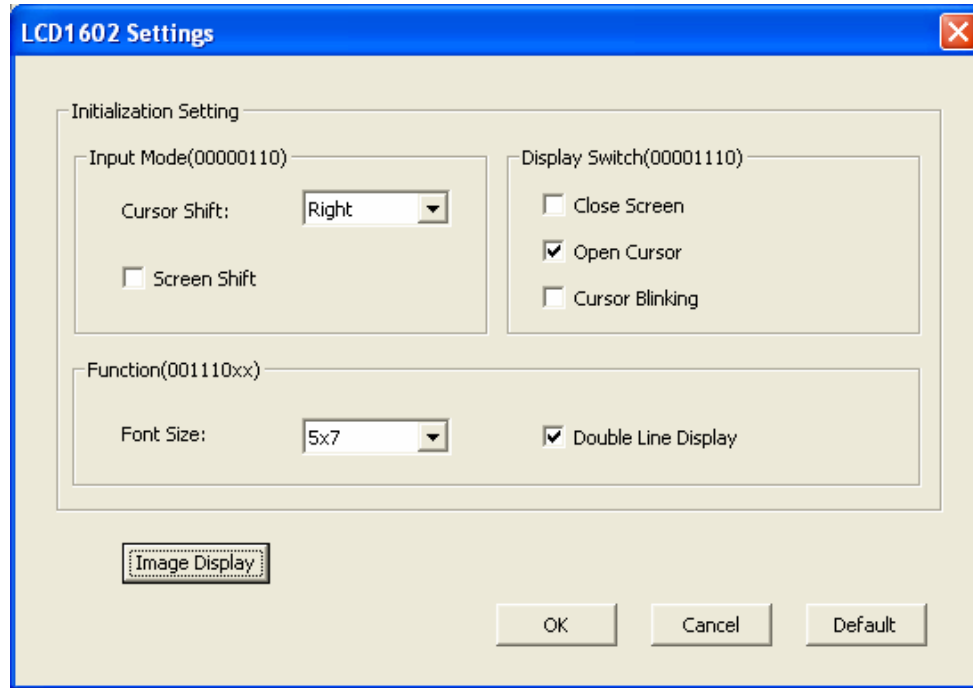 LCD1602 Settings
Initialization Setting
Input Mode(00000110)
Cursor Shift:
Right
Screen Shift
Display Switch(00001110)
Close Screen
Open Cursor
Cursor Blinking
Function(001110xx)
Font Size:
5x7
Double Line Display
Image Display
OK
Cancel
Default